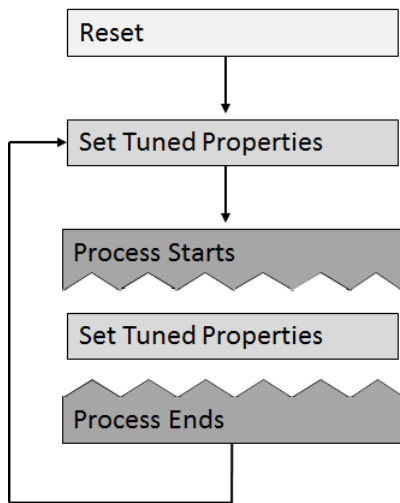 Reset
Set Tuned Properties
Process Starts
Set Tuned Properties
Process Ends